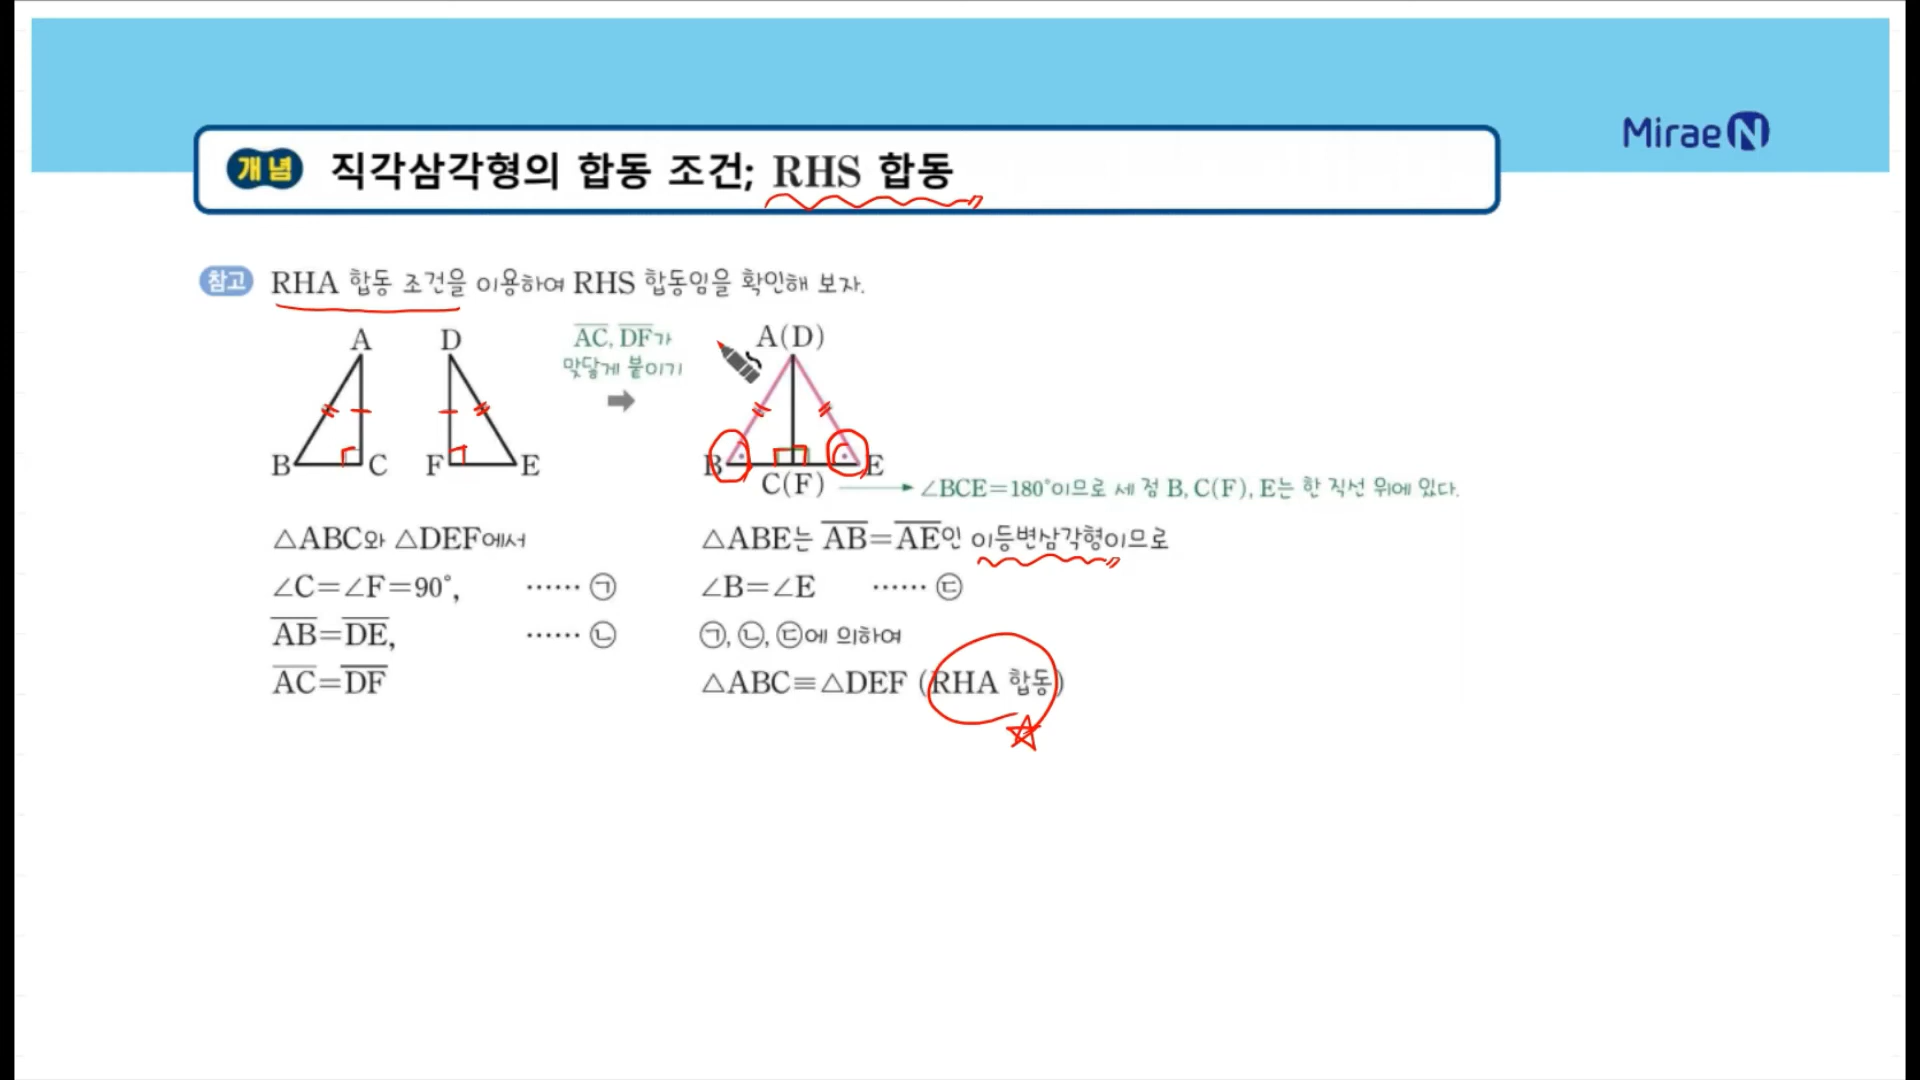 MiraeN
개념 직각삼각형의 합동 조건; RHS 합동
참고 RHA 합동 조건을 이용하여 RHS 합동임을 확인해 보자.
A D
B C F E
AC, DF가
맞닿게 붙이기
A(D)
B E
C(F)
∠BCE=180°이므로 세 점 B, C(F), E는 한 직선 위에 있다.
△ABC와 △DEF에서
∠C=∠F=90°, …… ㉠
AB=DE, …… ㉡
AC=DF
△ABE는 AB=AE인 이등변삼각형이므로
∠B=∠E …… ㉢
㉠, ㉡, ㉢에 의하여
△ABC≡△DEF (RHA 합동)